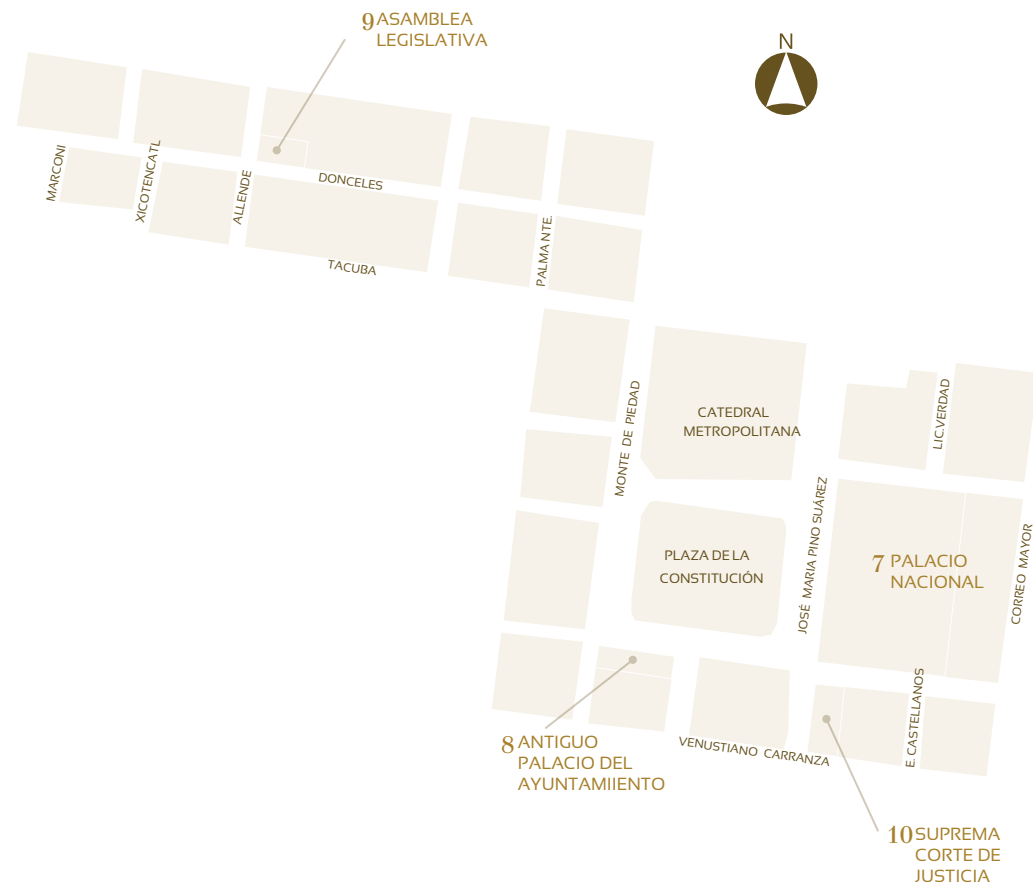 9 ASAMBLEA
LEGISLATIVA
N
MARCONI
XICOTENCATL
ALLENDE
DONCELES
TACUBA
PALMA NTE.
MONTE DE PIEDAD
CATEDRAL
METROPOLITANA
LIC.VERDAD
JOSÉ MARIA PINO SUÁREZ
PLAZA DE LA
CONSTITUCIÓN
7 PALACIO
NACIONAL
CORREO MAYOR
8 ANTIGUO
PALACIO DEL
AYUNTAMIIENTO
VENUSTIANO CARRANZA
E. CASTELLANOS
10 SUPREMA
CORTE DE
JUSTICIA